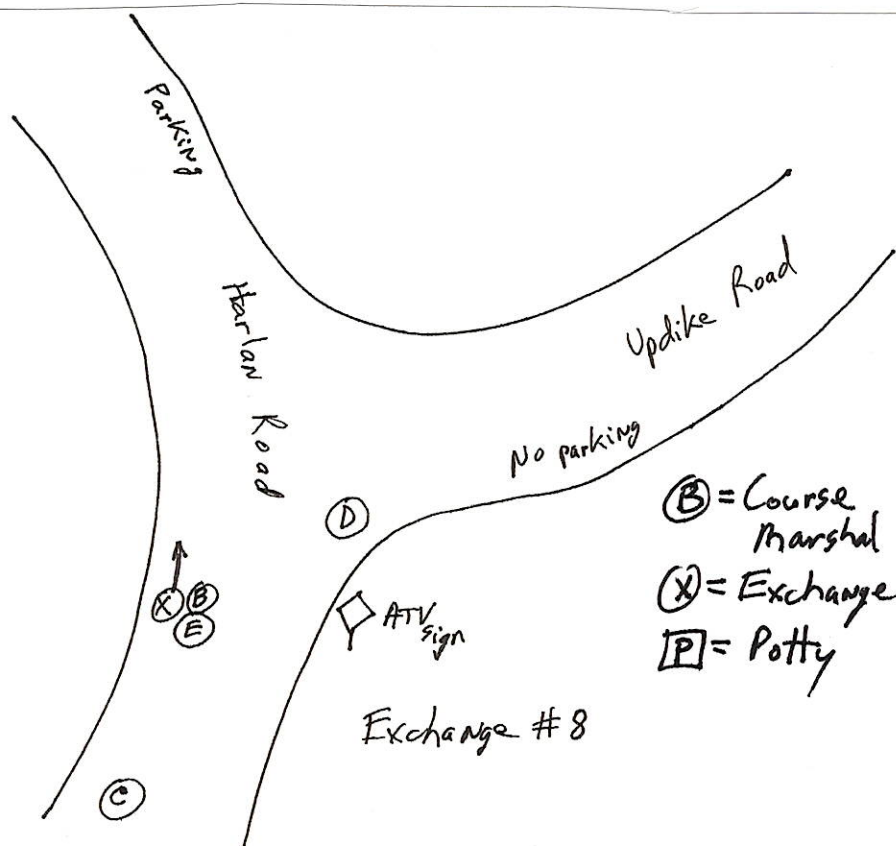 Parking
Harlan Road
Updike Road
No parking
D
X B
E
ATV
sign
C
Exchange #8
B = Course
Marshal
X = Exchange
P = Potty